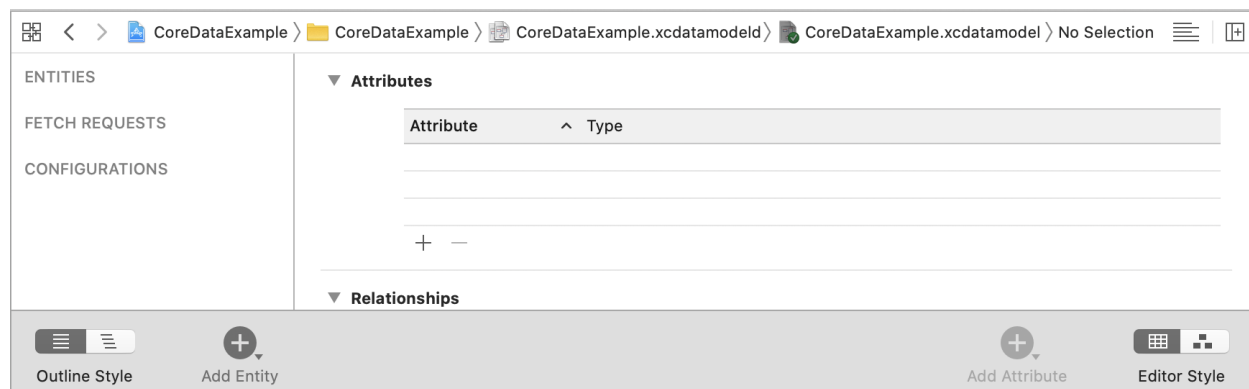 CoreDataExample 〉 CoreDataExample 〉 CoreDataExample.xcdatamodeld 〉 CoreDataExample.xcdatamodel 〉 No Selection
ENTITIES
FETCH REQUESTS
CONFIGURATIONS
Attributes
Attribute Type
Relationships
Outline Style Add Entity Add Attribute Editor Style